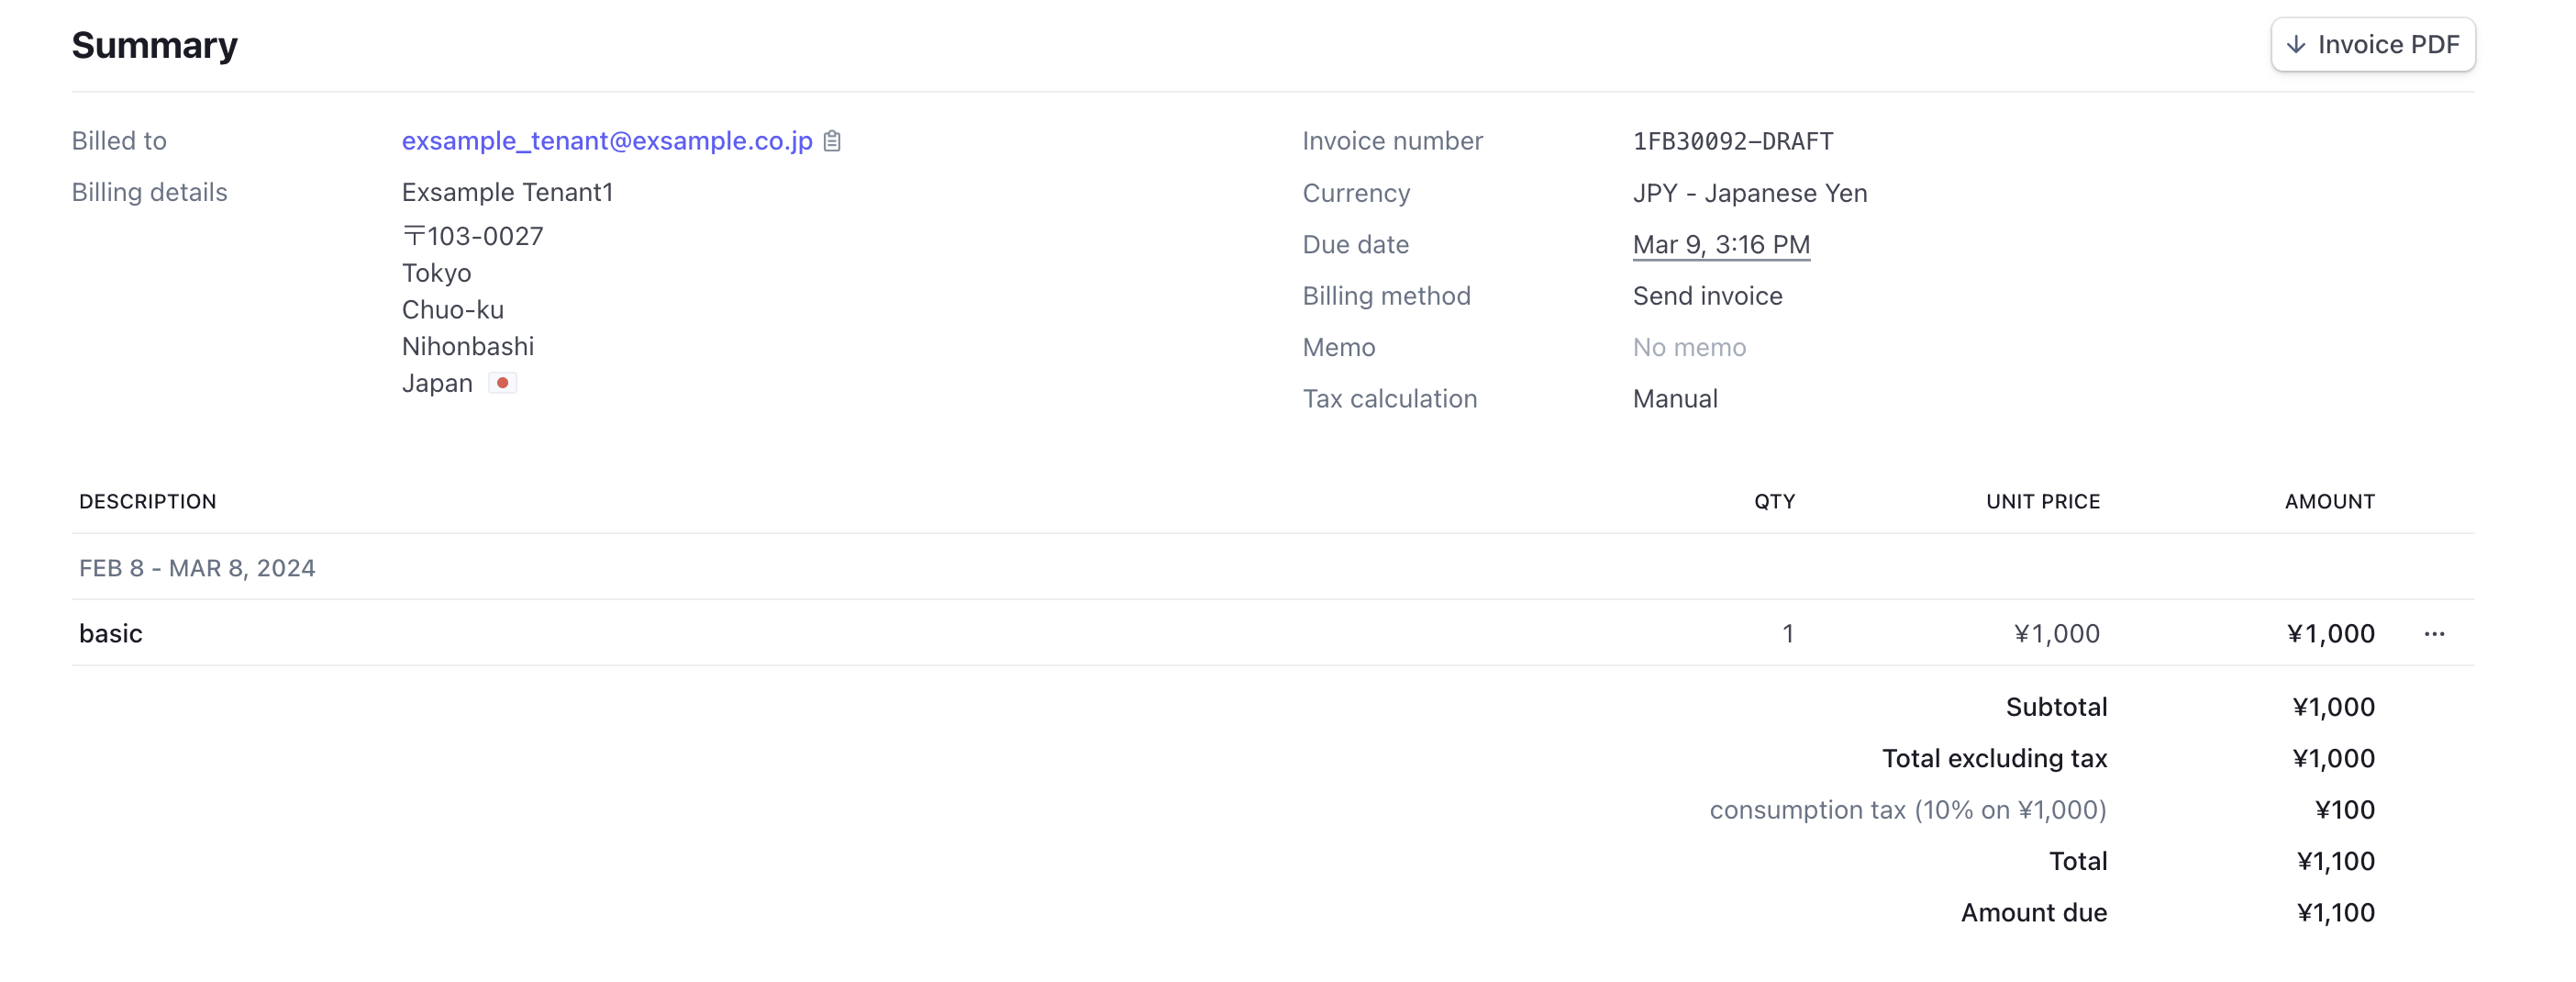 Summary
Invoice PDF
Billed to exsample_tenant@exsample.co.jp
Billing details Exsample Tenant1
〒103-0027
Tokyo
Chuo-ku
Nihonbashi
Japan
Invoice number 1FB30092–DRAFT
Currency JPY - Japanese Yen
Due date Mar 9, 3:16 PM
Billing method Send invoice
Memo No memo
Tax calculation Manual
DESCRIPTION QTY UNIT PRICE AMOUNT
FEB 8 - MAR 8, 2024
basic 1 ¥1,000 ¥1,000
Subtotal ¥1,000
Total excluding tax ¥1,000
consumption tax (10% on ¥1,000) ¥100
Total ¥1,100
Amount due ¥1,100